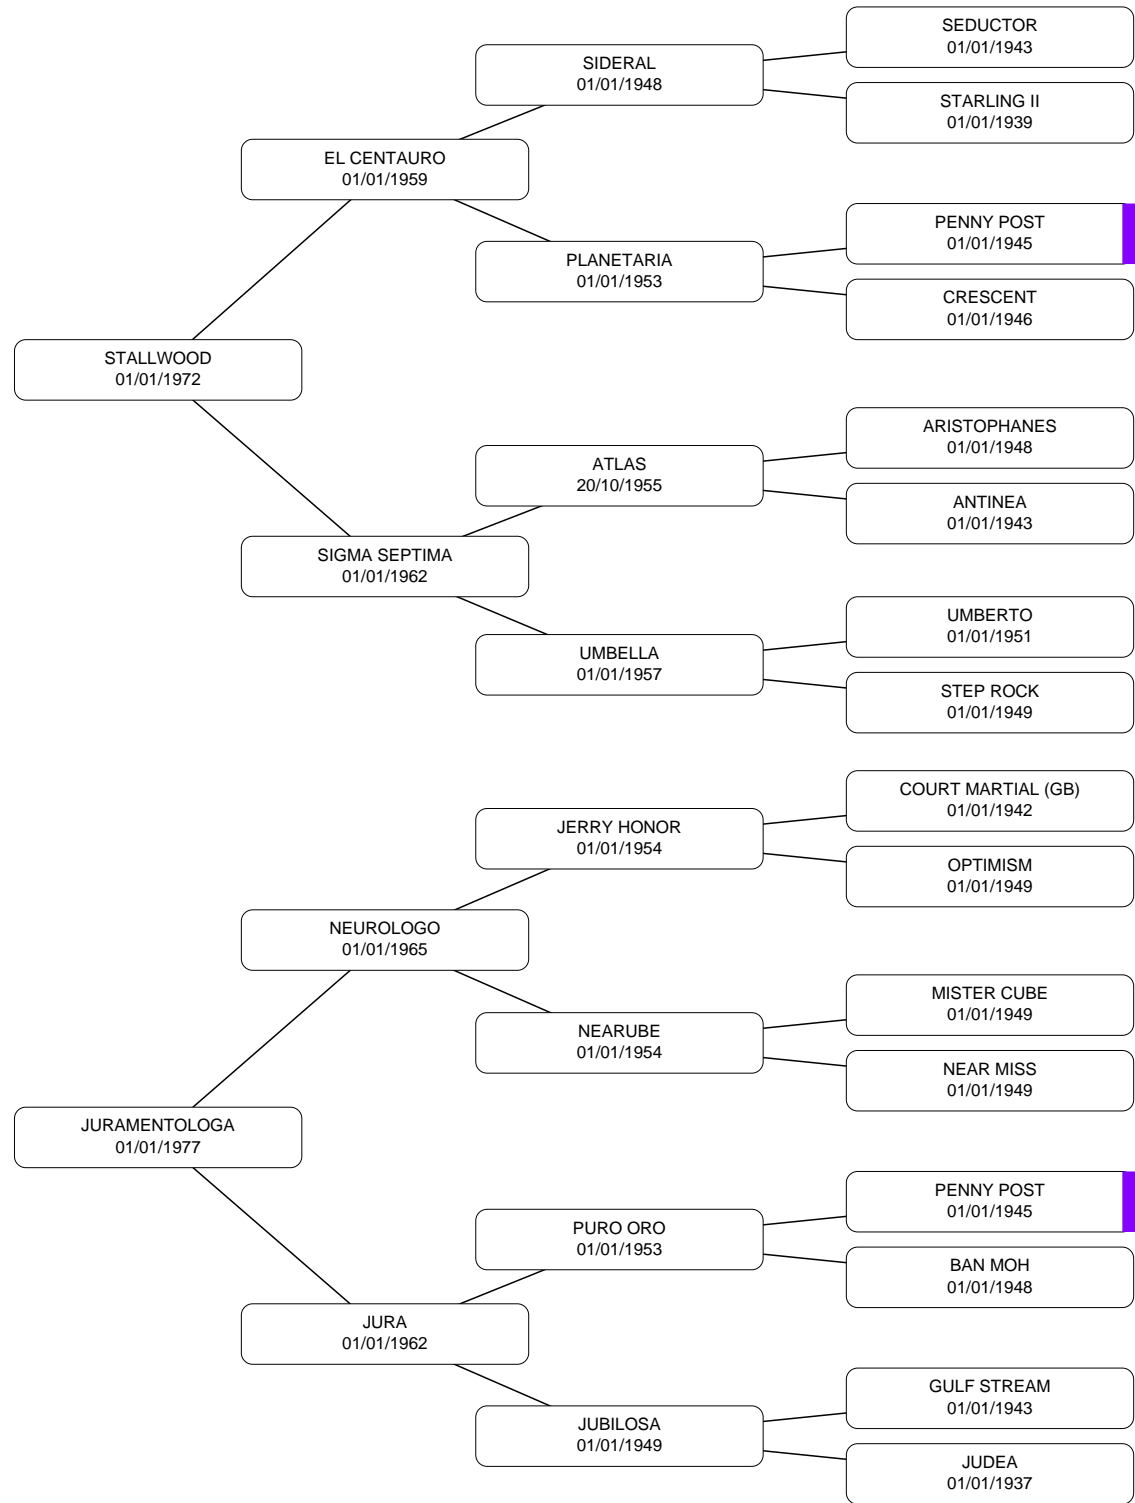 SEDUCTOR
01/01/1943
SIDERAL
01/01/1948
STARLING II
01/01/1939
EL CENTAURO
01/01/1959
PENNY POST
01/01/1945
PLANETARIA
01/01/1953
CRESCENT
01/01/1946
STALLWOOD
01/01/1972
ARISTOPHANES
01/01/1948
ATLAS
20/10/1955
ANTINEA
01/01/1943
SIGMA SEPTIMA
01/01/1962
UMBERTO
01/01/1951
UMBELLA
01/01/1957
STEP ROCK
01/01/1949
COURT MARTIAL (GB)
01/01/1942
JERRY HONOR
01/01/1954
OPTIMISM
01/01/1949
NEUROLOGO
01/01/1965
MISTER CUBE
01/01/1949
NEARUBE
01/01/1954
NEAR MISS
01/01/1949
JURAMENTOLOGA
01/01/1977
PENNY POST
01/01/1945
PURO ORO
01/01/1953
BAN MOH
01/01/1948
JURA
01/01/1962
GULF STREAM
01/01/1943
JUBILOSA
01/01/1949
JUDEA
01/01/1937